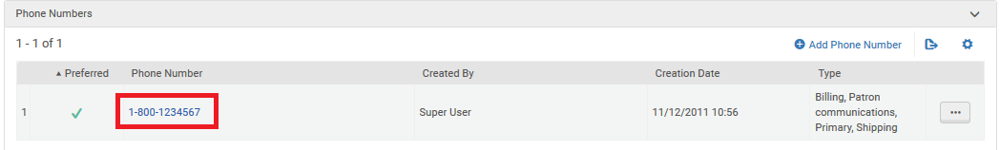 Phone Numbers
1 - 1 of 1
Add Phone Number
Preferred Phone Number Created By Creation Date Type
1 1-800-1234567 Super User 11/12/2011 10:56 Billing, Patron
communications,
Primary, Shipping